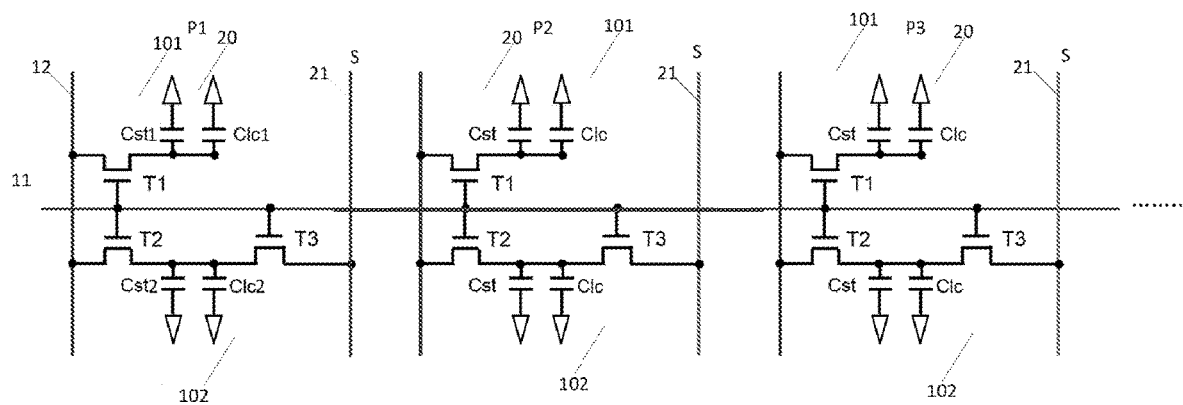 101 P1 20 S 20 P2 101 S 101 P3 20 S
12 21 21 21
Cst1 Clc1 Cst Clc Cst Clc
T1 T1 T1
11
........
T2 T3 T2 T3 T2 T3
Cst2 Clc2 Cst Clc Cst Clc
102 102 102